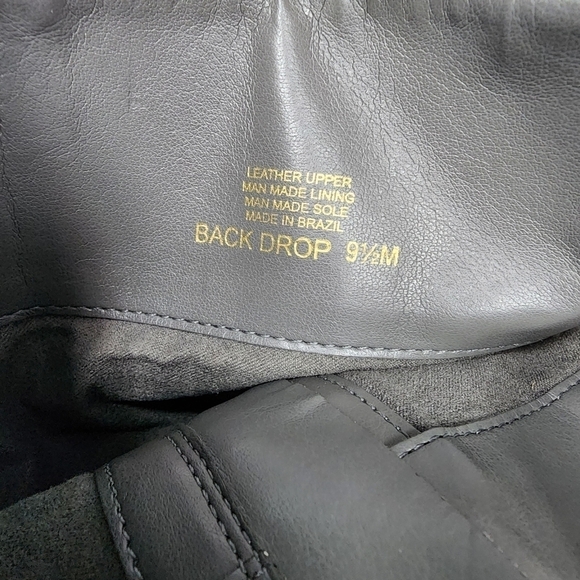 LEATHER UPPER
MAN MADE LINING
MAN MADE SOLE
MADE IN BRAZIL
BACK DROP 9½M